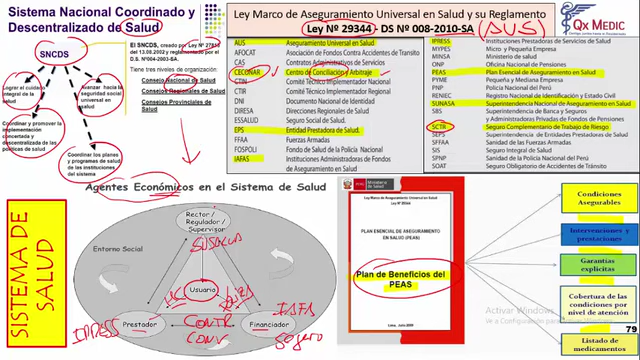 Sistema Nacional Coordinado y
Descentralizado de Salud
SNCDS
El SNCDS, creado por Ley Nº 27813
del 13.08.2002 y reglamentado por el
D.S. Nº004-2003-SA.
Tiene tres niveles de organización:
Consejo Nacional de Salud
Consejos Regionales de Salud
Consejos Provinciales de
Salud
Lograr el cuidado
integral de la
salud
Avanzar hacia la
seguridad social
universal en
salud
Coordinar y promover la
implementación
concertada y
descentralizada de las
políticas de salud
Coordinar los planes
y programas de salud
de las instituciones
del sistema
Ley Marco de Aseguramiento Universal en Salud y su Reglamento
Ley Nº 29344 - DS Nº 008-2010-SA (AUS)
QX MEDIC
AUS Aseguramiento Universal en Salud
AFOCAT Asociación de Fondos Contra Accidentes de Transito
CAS Contratos Administrativos de Servicios
CECONAR Centro de Conciliación y Arbitraje
CTIN Comité Técnico Implementador Nacional
CTIR Comité Técnico Implementador Regional
DNI Documento Nacional de Identidad
DIRESA Direcciones Regionales de Salud
ESSALUD Seguro Social de Salud.
EPS Entidad Prestadora de Salud.
FFAA Fuerzas Armadas
FOSPOLI Fondo de Salud de la Policía Nacional
IAFAS Instituciones Administradoras de Fondos
de Aseguramiento en Salud
IPRESS Instituciones Prestadoras de Servicios de Salud
MYPES Micro y Pequeña Empresa
MINSA Ministerio de Salud
ONP Oficina Nacional de Pensiones
PEAS Plan Esencial de Aseguramiento en Salud
PYME Pequeña y Mediana Empresa
PNP Policía Nacional del Perú
RENIEC Registro Nacional de Identificación y Estado Civil
SUNASA Superintendencia Nacional de Aseguramiento en Salud
SBS Superintendencia de Banca y Seguros
y Administradoras Privadas de Fondos de Pensiones
SCTR Seguro Complementario de Trabajo de Riesgo
SEPS Superintendencia de Entidades Prestadoras de Salud
SFFAA Sanidad de las Fuerzas Armadas
SIS Seguro Integral de Salud
SPNP Sanidad de la Policía Nacional del Perú
SOAT Seguro Obligatorio de Accidentes de Tránsito
SISTEMA DE
SALUD
Agentes Económicos en el Sistema de Salud
Rector /
Regulador /
Supervisor
SUSALUD
Entorno Social
Usuario
Prestador
IPRESS
CONTR
CONV
Financiador
IAFAS
Seguro
PERÚ
Ministerio
de Salud
Ley Marco de Aseguramiento Universal en Salud
PLAN ESENCIAL DE ASEGURAMIENTO
EN SALUD (PEAS)
Plan de Beneficios del
PEAS
Condiciones
Asegurables
Intervenciones y
prestaciones
Garantías
explícitas
Cobertura de las
condiciones por
nivel de atención
Listado de
medicamentos
Activar Windows
79